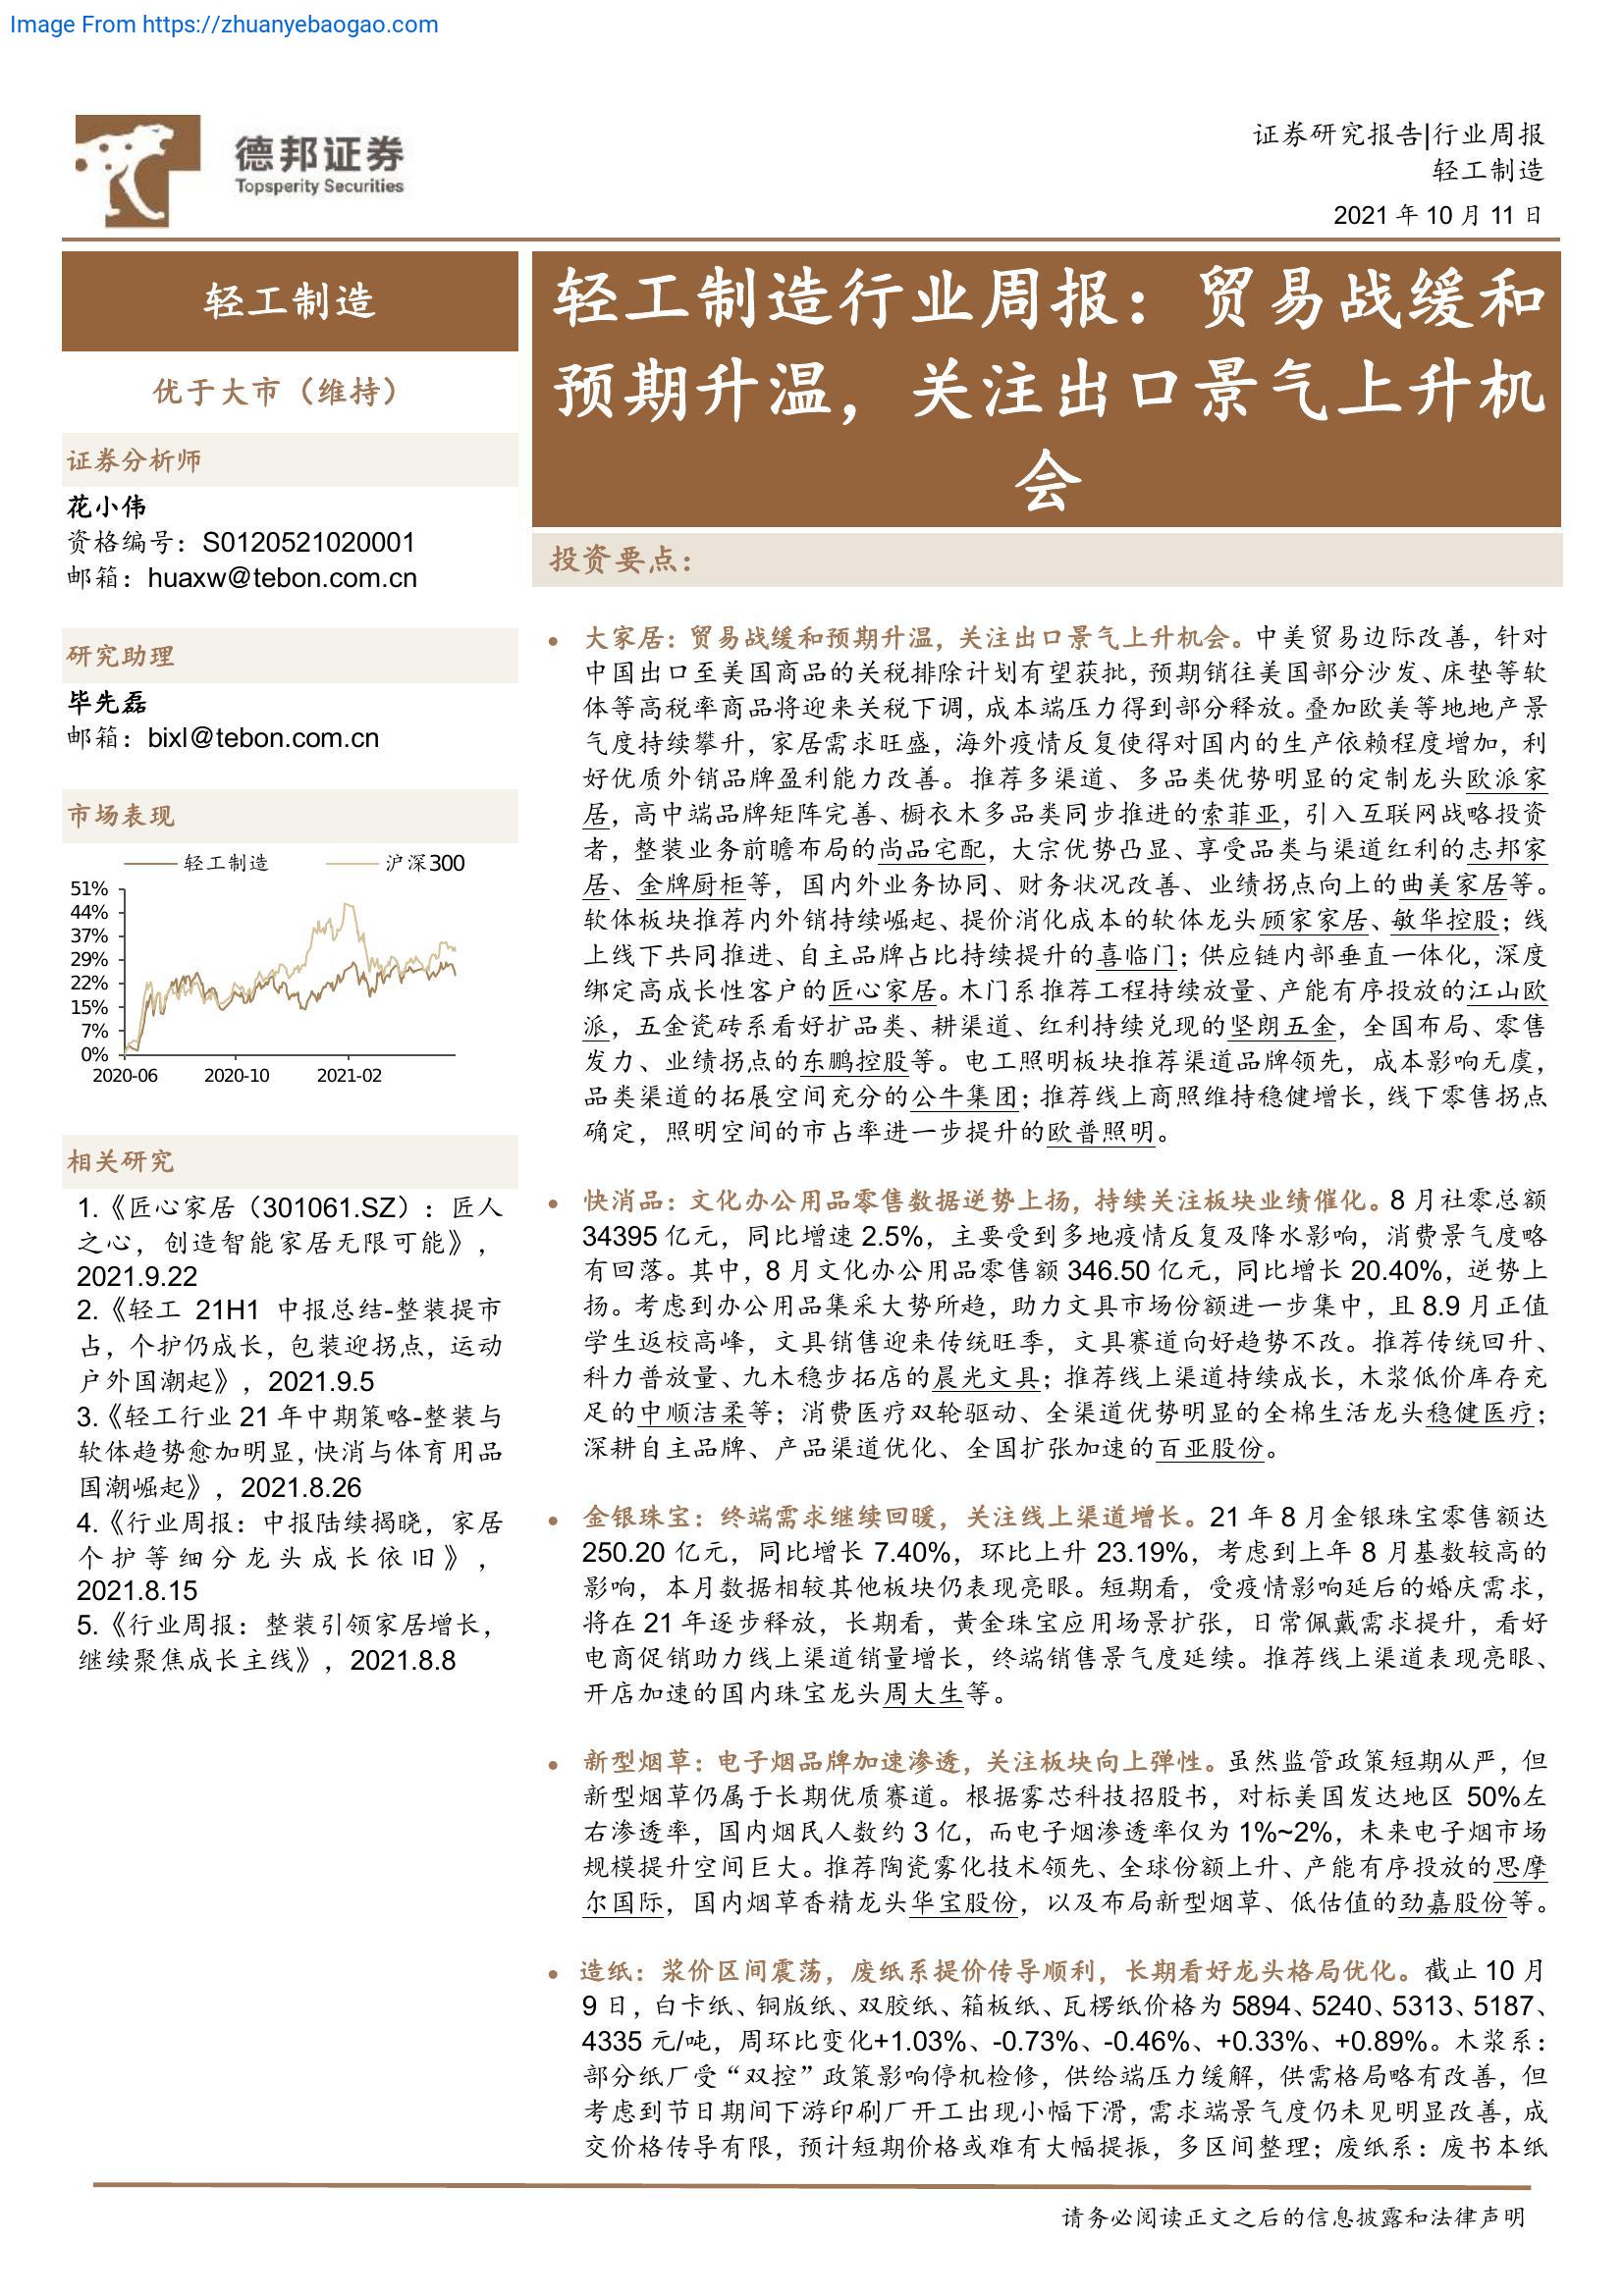 Image From https://zhuanyebaogao.com
德邦证券
Topsperity Securities
证券研究报告|行业周报
轻工制造
2021 年 10 月 11 日
轻工制造
优于大市（维持）
证券分析师
花小伟
资格编号：S0120521020001
邮箱：huaxw@tebon.com.cn
研究助理
毕先磊
邮箱：bixl@tebon.com.cn
市场表现
轻工制造 沪深300
51%
44%
37%
29%
22%
15%
7%
0%
2020-06 2020-10 2021-02
相关研究
1.《匠心家居（301061.SZ）：匠人
之心，创造智能家居无限可能》，
2021.9.22
2.《轻工 21H1 中报总结-整装提市
占，个护仍成长，包装迎拐点，运动
户外国潮起》，2021.9.5
3.《轻工行业 21 年中期策略-整装与
软体趋势愈加明显，快消与体育用品
国潮崛起》，2021.8.26
4.《行业周报：中报陆续揭晓，家居
个护等细分龙头成长依旧》，
2021.8.15
5.《行业周报：整装引领家居增长，
继续聚焦成长主线》，2021.8.8
轻工制造行业周报：贸易战缓和
预期升温，关注出口景气上升机
会
投资要点：
• 大家居：贸易战缓和预期升温，关注出口景气上升机会。中美贸易边际改善，针对
中国出口至美国商品的关税排除计划有望获批，预期销往美国部分沙发、床垫等软
体等高税率商品将迎来关税下调，成本端压力得到部分释放。叠加欧美等地地产景
气度持续攀升，家居需求旺盛，海外疫情反复使得对国内的生产依赖程度增加，利
好优质外销品牌盈利能力改善。推荐多渠道、多品类优势明显的定制龙头欧派家
居，高中端品牌矩阵完善、橱衣木多品类同步推进的索菲亚，引入互联网战略投资
者，整装业务前瞻布局的尚品宅配，大宗优势凸显、享受品类与渠道红利的志邦家
居、金牌厨柜等，国内外业务协同、财务状况改善、业绩拐点向上的曲美家居等。
软体板块推荐内外销持续崛起、提价消化成本的软体龙头顾家家居、敏华控股；线
上线下共同推进、自主品牌占比持续提升的喜临门；供应链内部垂直一体化，深度
绑定高成长性客户的匠心家居。木门系推荐工程持续放量、产能有序投放的江山欧
派，五金瓷砖系看好扩品类、耕渠道、红利持续兑现的坚朗五金，全国布局、零售
发力、业绩拐点的东鹏控股等。电工照明板块推荐渠道品牌领先，成本影响无虞，
品类渠道的拓展空间充分的公牛集团；推荐线上商照维持稳健增长，线下零售拐点
确定，照明空间的市占率进一步提升的欧普照明。
• 快消品：文化办公用品零售数据逆势上扬，持续关注板块业绩催化。8 月社零总额
34395 亿元，同比增速 2.5%，主要受到多地疫情反复及降水影响，消费景气度略
有回落。其中，8 月文化办公用品零售额 346.50 亿元，同比增长 20.40%，逆势上
扬。考虑到办公用品集采大势所趋，助力文具市场份额进一步集中，且 8.9 月正值
学生返校高峰，文具销售迎来传统旺季，文具赛道向好趋势不改。推荐传统回升、
科力普放量、九木稳步拓店的晨光文具；推荐线上渠道持续成长，木浆低价库存充
足的中顺洁柔等；消费医疗双轮驱动、全渠道优势明显的全棉生活龙头稳健医疗；
深耕自主品牌、产品渠道优化、全国扩张加速的百亚股份。
• 金银珠宝：终端需求继续回暖，关注线上渠道增长。21 年 8 月金银珠宝零售额达
250.20 亿元，同比增长 7.40%，环比上升 23.19%，考虑到上年 8 月基数较高的
影响，本月数据相较其他板块仍表现亮眼。短期看，受疫情影响延后的婚庆需求，
将在 21 年逐步释放，长期看，黄金珠宝应用场景扩张，日常佩戴需求提升，看好
电商促销助力线上渠道销量增长，终端销售景气度延续。推荐线上渠道表现亮眼、
开店加速的国内珠宝龙头周大生等。
• 新型烟草：电子烟品牌加速渗透，关注板块向上弹性。虽然监管政策短期从严，但
新型烟草仍属于长期优质赛道。根据雾芯科技招股书，对标美国发达地区 50%左
右渗透率，国内烟民人数约 3 亿，而电子烟渗透率仅为 1%~2%，未来电子烟市场
规模提升空间巨大。推荐陶瓷雾化技术领先、全球份额上升、产能有序投放的思摩
尔国际，国内烟草香精龙头华宝股份，以及布局新型烟草、低估值的劲嘉股份等。
• 造纸：浆价区间震荡，废纸系提价传导顺利，长期看好龙头格局优化。截止 10 月
9 日，白卡纸、铜版纸、双胶纸、箱板纸、瓦楞纸价格为 5894、5240、5313、5187、
4335 元/吨，周环比变化+1.03%、-0.73%、-0.46%、+0.33%、+0.89%。木浆系：
部分纸厂受“双控”政策影响停机检修，供给端压力缓解，供需格局略有改善，但
考虑到节日期间下游印刷厂开工出现小幅下滑，需求端景气度仍未见明显改善，成
交价格传导有限，预计短期价格或难有大幅提振，多区间整理；废纸系：废书本纸
请务必阅读正文之后的信息披露和法律声明